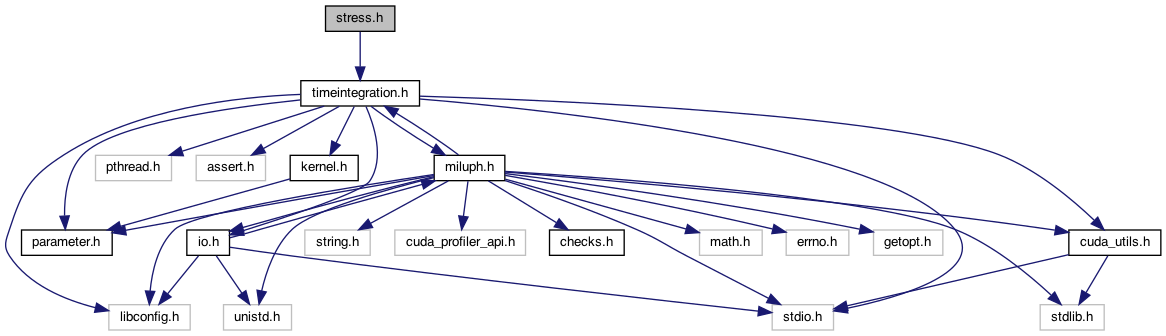 stress.h
timeintegration.h
pthread.h
assert.h
kernel.h
miluph.h
parameter.h
io.h
string.h
cuda_profiler_api.h
checks.h
math.h
errno.h
getopt.h
cuda_utils.h
libconfig.h
unistd.h
stdio.h
stdlib.h